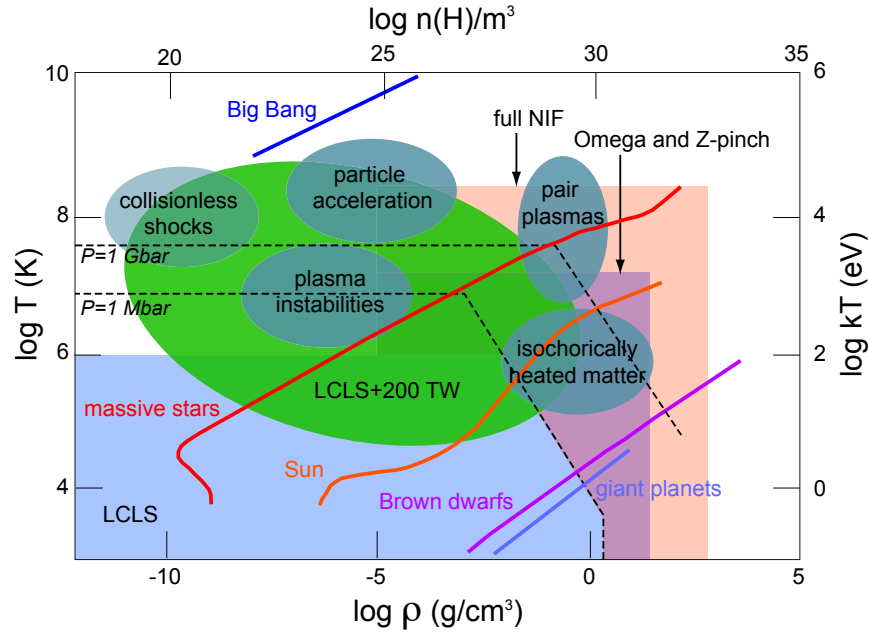 log n(H)/m³
20 25 30 35
10 6
Big Bang
full NIF
Omega and Z-pinch
particle
acceleration
pair
plasmas
collisionless
shocks
8 4
P=1 Gbar
plasma
instabilities
P=1 Mbar
log T (K)
log kT (eV)
6 2
isochorically
heated matter
LCLS+200 TW
massive stars
Sun
Brown dwarfs
giant planets
4 0
LCLS
-10 -5 0 5
log ρ (g/cm³)